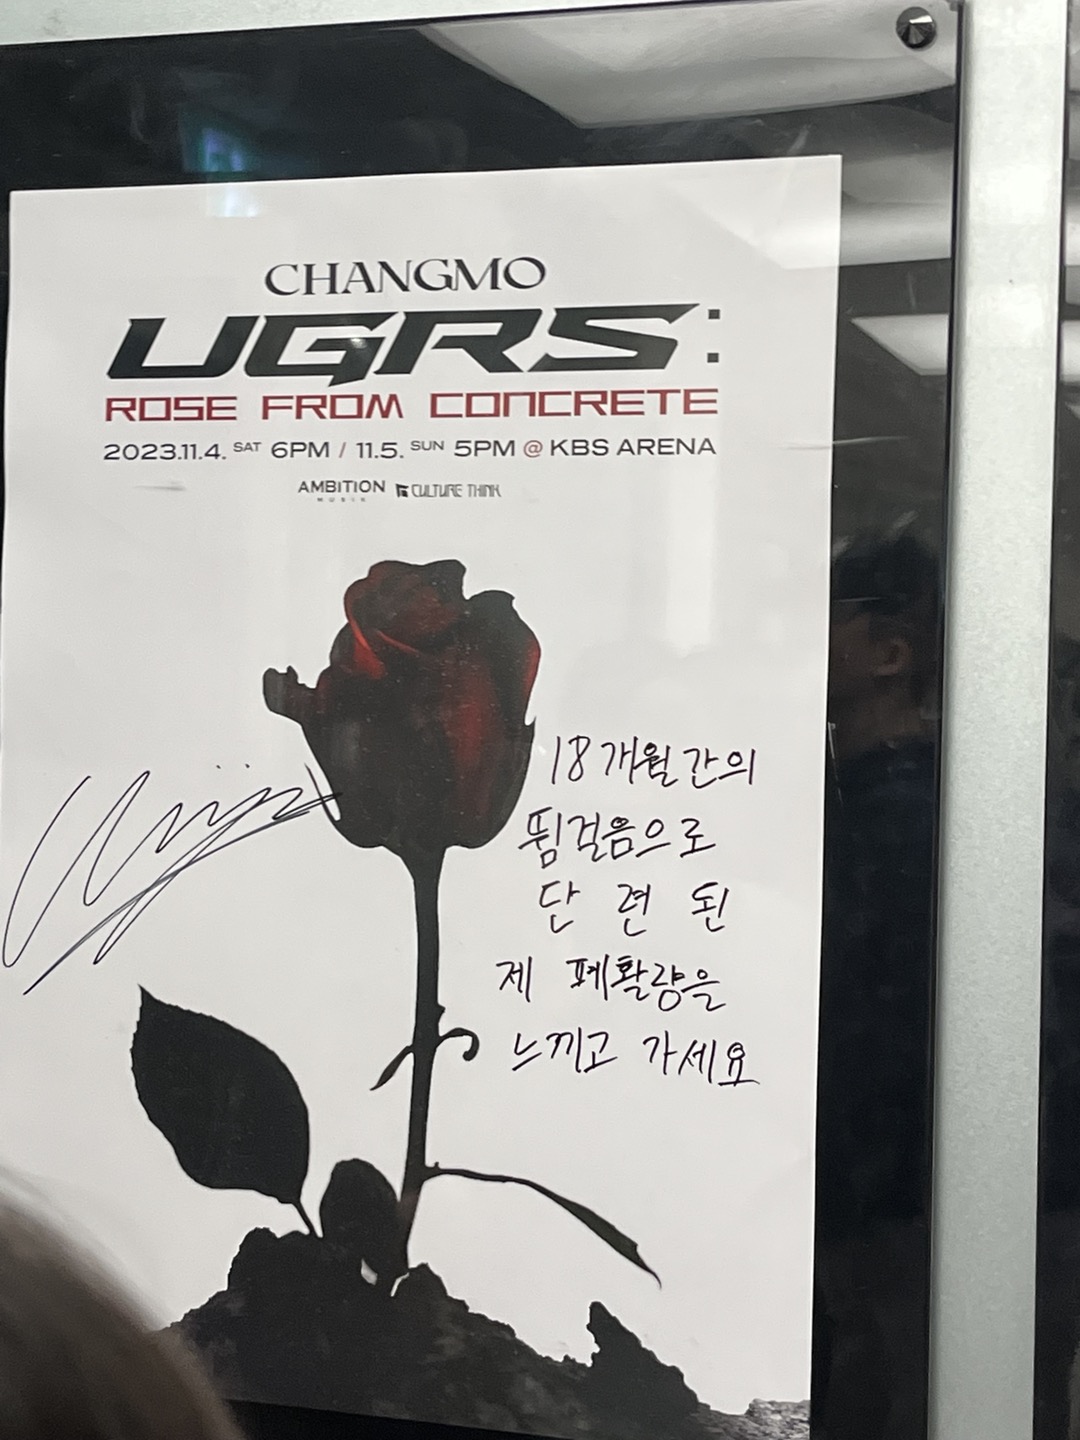 CHANGMO
UGRS:
ROSE FROM CONCRETE
2023.11.4. SAT 6PM / 11.5. SUN 5PM @ KBS ARENA
AMBITION MUSIK CULTURE THINK
18개월간의
뜀걸음으로
단련된
제 폐활량을
느끼고 가세요